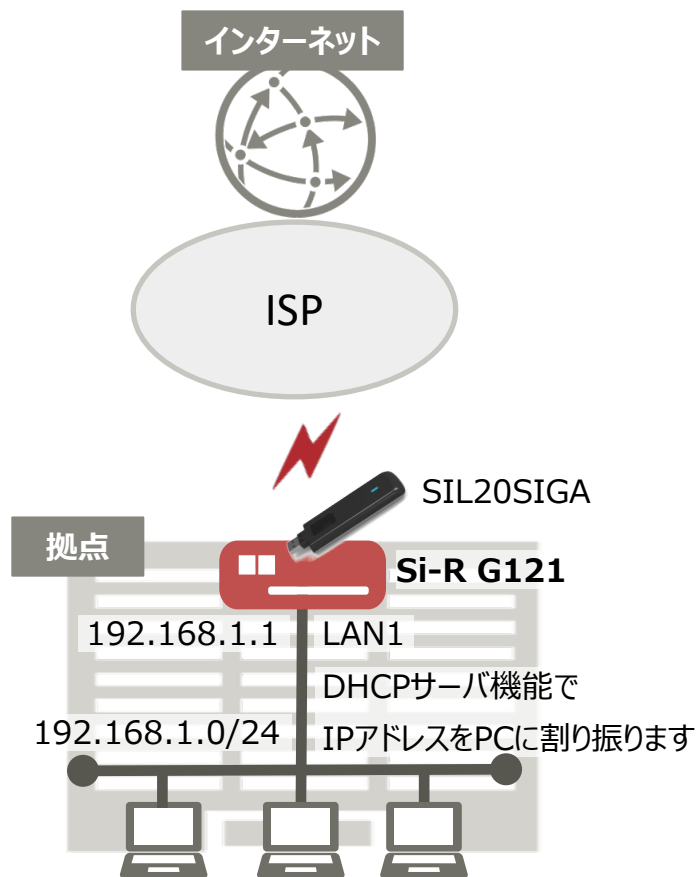 インターネット
ISP
SIL20SIGA
拠点
Si-R G121
192.168.1.1
LAN1
DHCPサーバ機能で
192.168.1.0/24
IPアドレスをPCに割り振ります